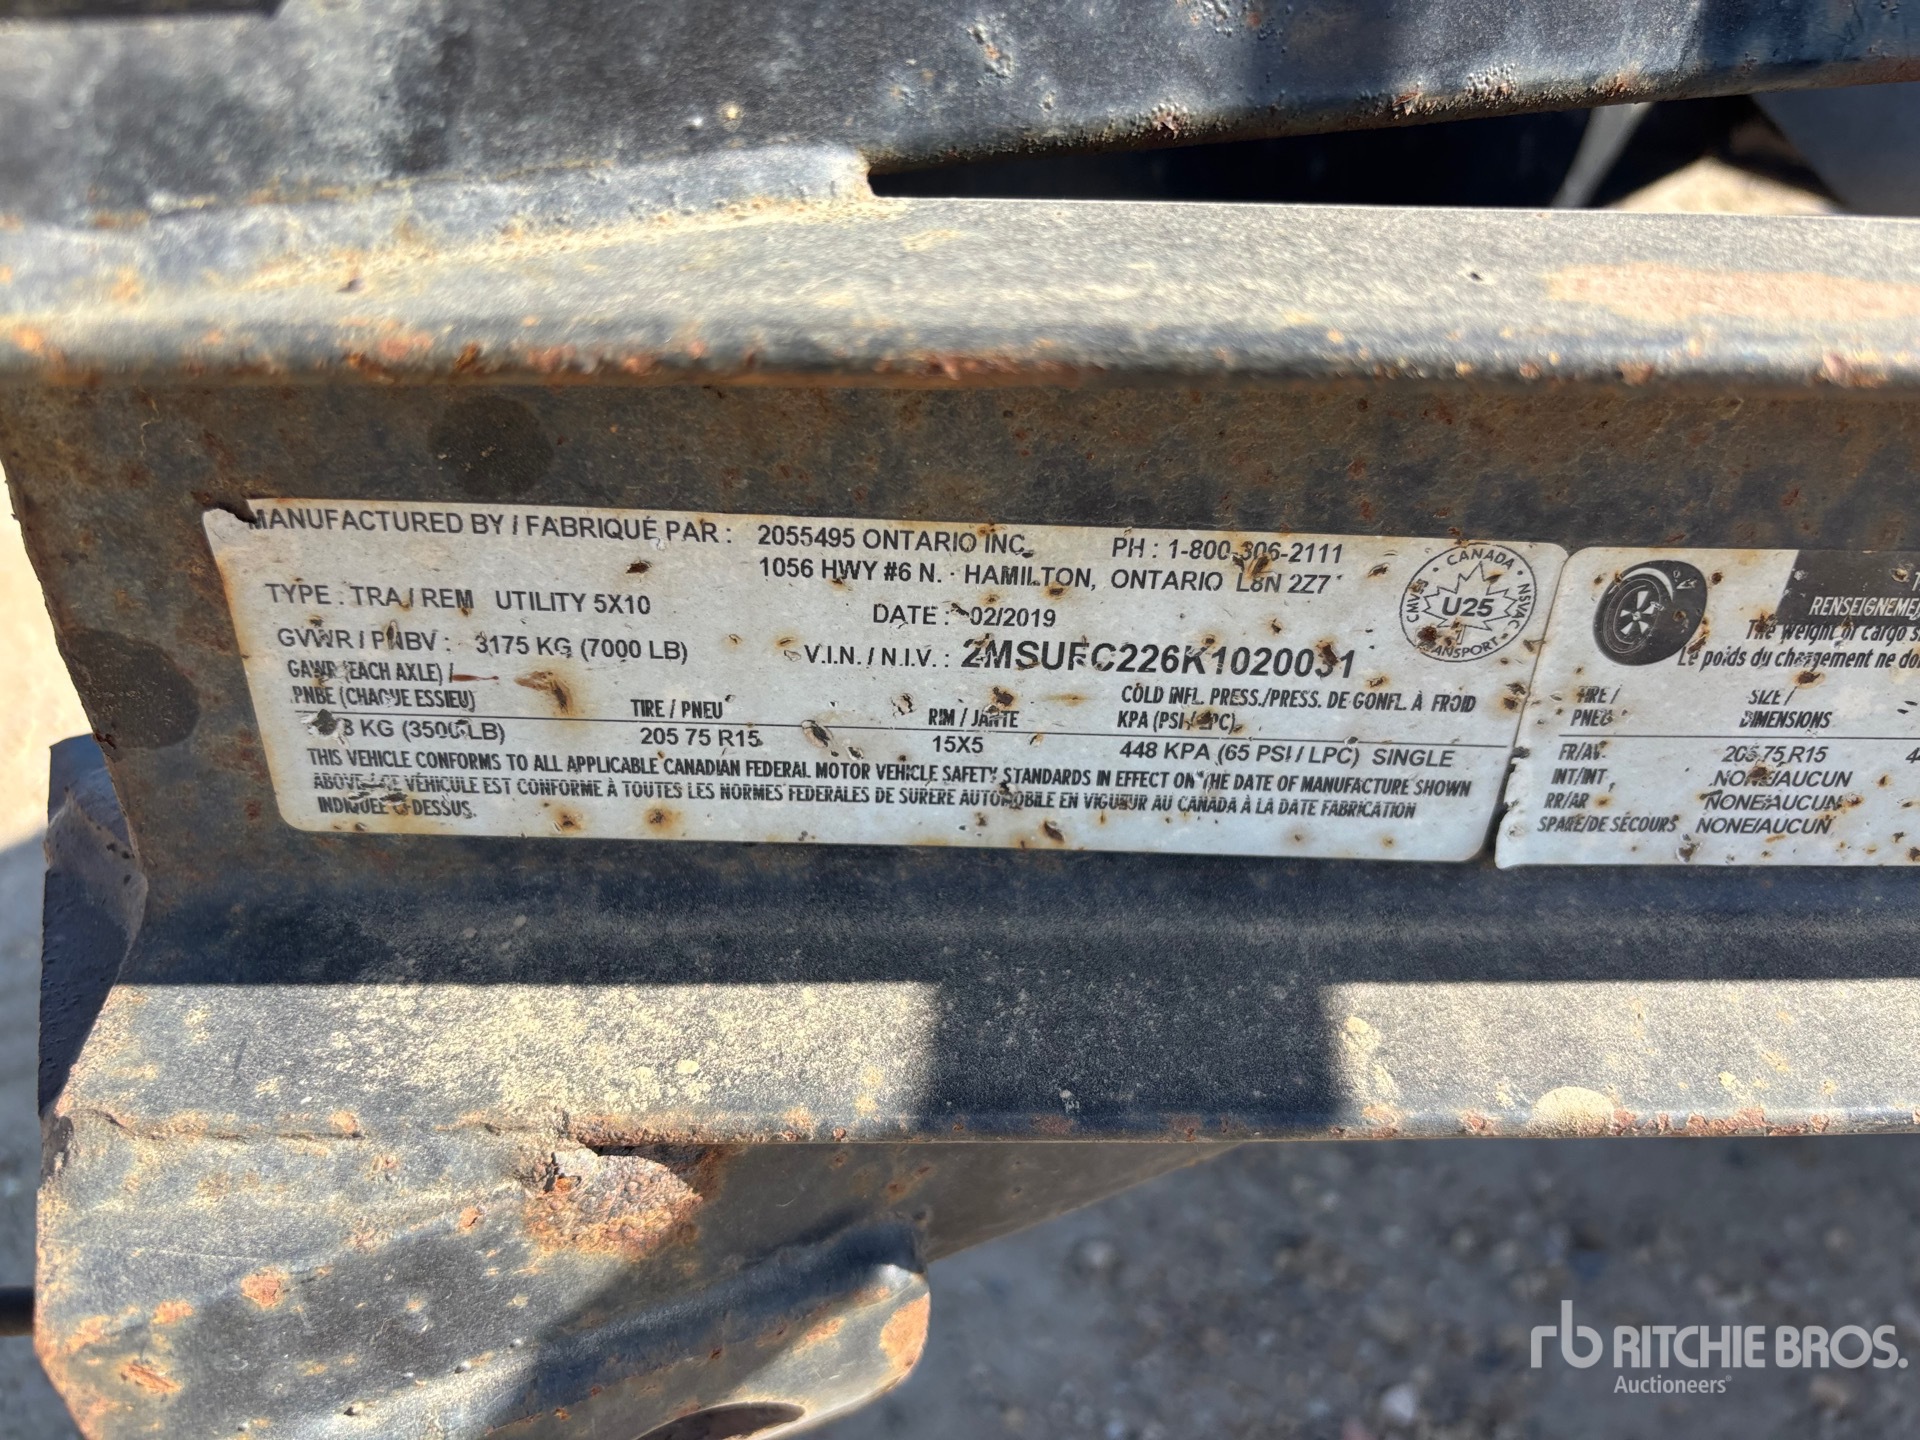 MANUFACTURED BY / FABRIQUÉ PAR : 2055495 ONTARIO INC. PH : 1-800-306-2111
1056 HWY #6 N. HAMILTON, ONTARIO L8N 2Z7
TYPE : TRA / REM UTILITY 5X10 DATE : 02/2019
GVWR / PNBV : 3175 KG (7000 LB) V.I.N. / N.I.V. : 2MSUFC226K1020031
GAWR (EACH AXLE) /
PNBE (CHAQUE ESSIEU) TIRE / PNEU RIM / JANTE COLD INFL. PRESS./PRESS. DE GONFL. À FROID
KPA (PSI / LPC)
KG (3500 LB) 205 75 R15 15X5 448 KPA (65 PSI / LPC) SINGLE
THIS VEHICLE CONFORMS TO ALL APPLICABLE CANADIAN FEDERAL MOTOR VEHICLE SAFETY STANDARDS IN EFFECT ON THE DATE OF MANUFACTURE SHOWN
ABOVE / CE VÉHICULE EST CONFORME À TOUTES LES NORMES FEDERALES DE SURERE AUTOMOBILE EN VIGUEUR AU CANADA À LA DATE FABRICATION
INDIQUEE DESSUS.
CANADA
CMVSS NSVAC
U25
TRANSPORT
RENSEIGNEME
The weight of cargo s
Le poids du chargement ne do
TIRE / SIZE /
PNEU DIMENSIONS
FR/AV. 205 75 R15 4
INT/INT NONE/AUCUN
RR/AR NONE/AUCUN
SPARE/DE SECOURS NONE/AUCUN
rb RITCHIE BROS.
Auctioneers